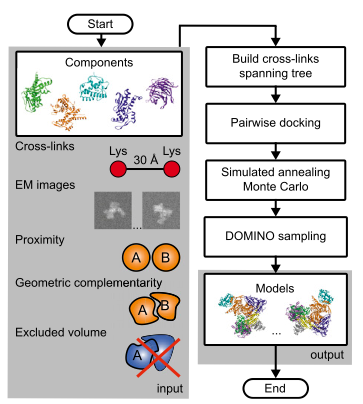 Start
Components
Cross-links
Lys Lys
30 Å
EM images
...
Proximity
A B
Geometric complementarity
A B
Excluded volume
A
input
Build cross-links
spanning tree
Pairwise docking
Simulated annealing
Monte Carlo
DOMINO sampling
Models
...
output
End